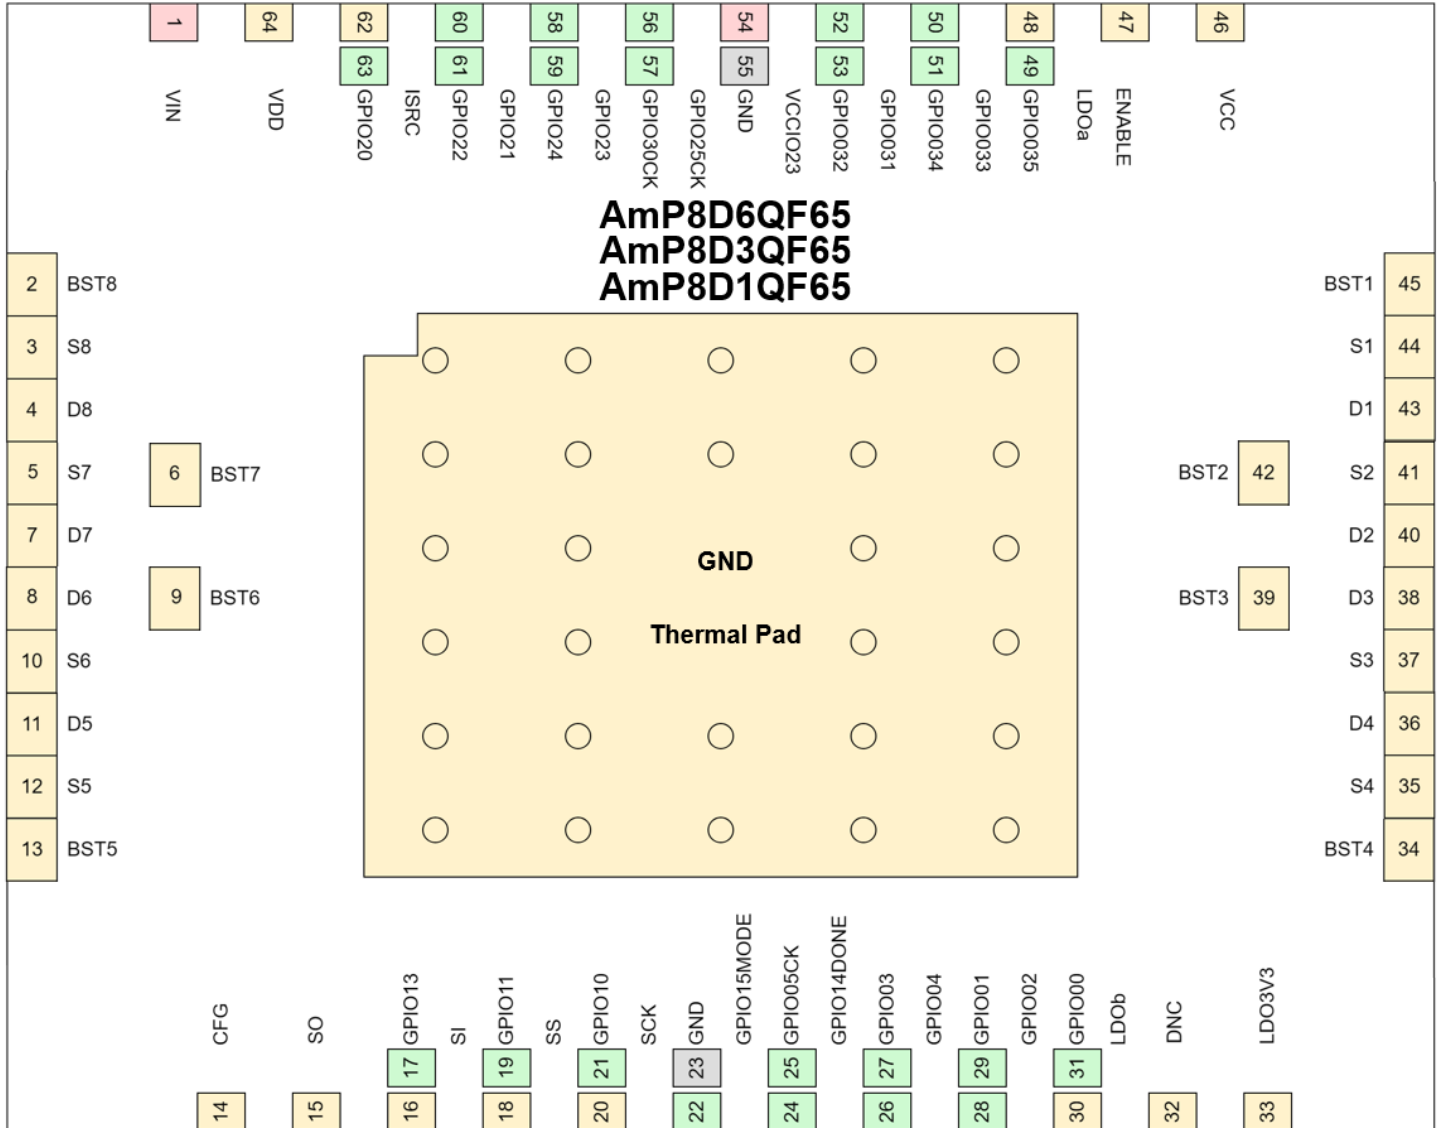 1 64 62 60 58 56 54 52 50 48 47 46
63 61 59 57 55 53 51 49
VIN VDD GPIO20 ISRC GPIO22 GPIO21 GPIO24 GPIO23 GPIO30CK GPIO25CK GND VCCIO23 GPIO032 GPIO031 GPIO034 GPIO033 GPIO035 LDOa ENABLE VCC
AmP8D6QF65
AmP8D3QF65
AmP8D1QF65
2 BST8 BST1 45
3 S8 S1 44
4 D8 D1 43
5 S7 6 BST7 BST2 42 S2 41
7 D7 D2 40
GND
8 D6 9 BST6 BST3 39 D3 38
Thermal Pad
10 S6 S3 37
11 D5 D4 36
12 S5 S4 35
13 BST5 BST4 34
CFG SO GPIO13 SI GPIO11 SS GPIO10 SCK GND GPIO15MODE GPIO05CK GPIO14DONE GPIO03 GPIO04 GPIO01 GPIO02 GPIO00 LDOb DNC LDO3V3
17 19 21 23 25 27 29 31
14 15 16 18 20 22 24 26 28 30 32 33